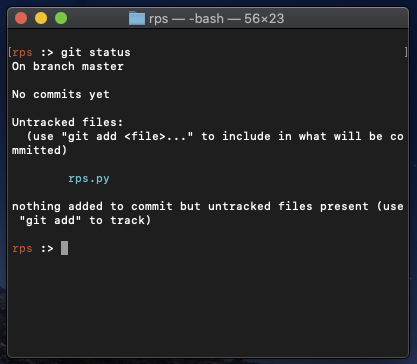 rps — -bash — 56×23
[rps :> git status ]
On branch master
No commits yet
Untracked files:
(use "git add <file>..." to include in what will be co
mmitted)
rps.py
nothing added to commit but untracked files present (use
"git add" to track)
rps :>